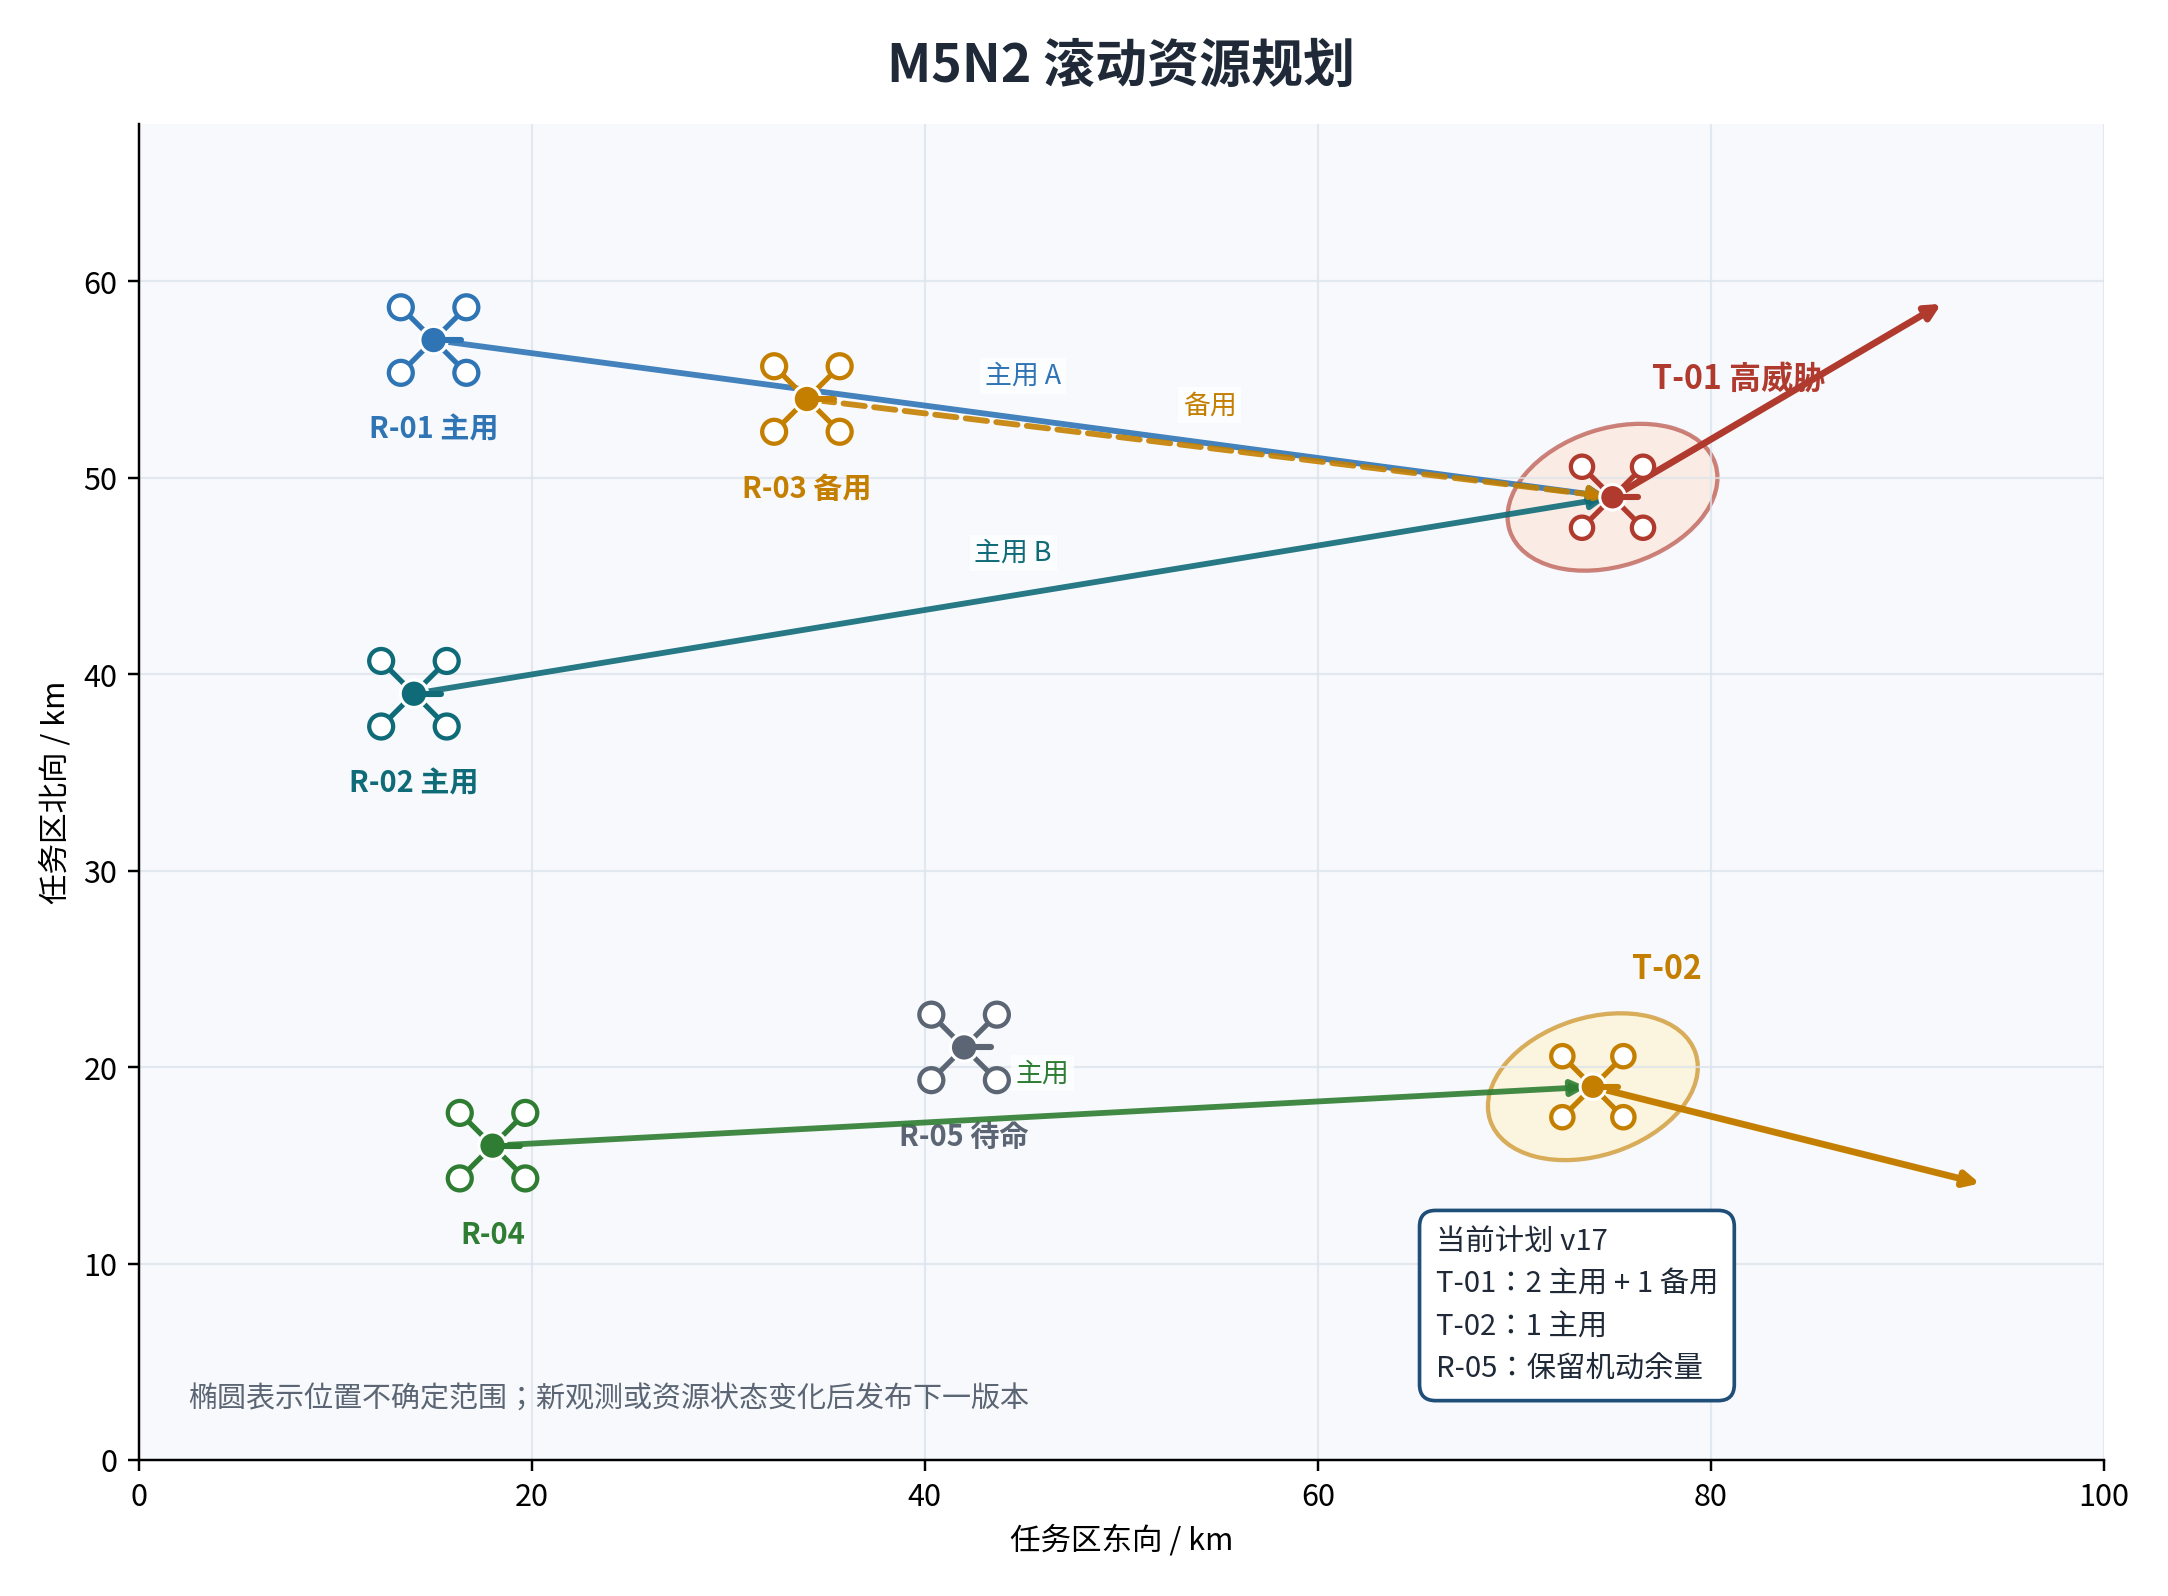 M5N2 滚动资源规划
任务区北向 / km
60
50
40
30
20
10
0
R-01 主用
主用 A
备用
T-01 高威胁
R-03 备用
主用 B
R-02 主用
T-02
主用
R-05 待命
R-04
当前计划 v17
T-01：2 主用 + 1 备用
T-02：1 主用
R-05：保留机动余量
椭圆表示位置不确定范围；新观测或资源状态变化后发布下一版本
0
20
40
60
80
100
任务区东向 / km